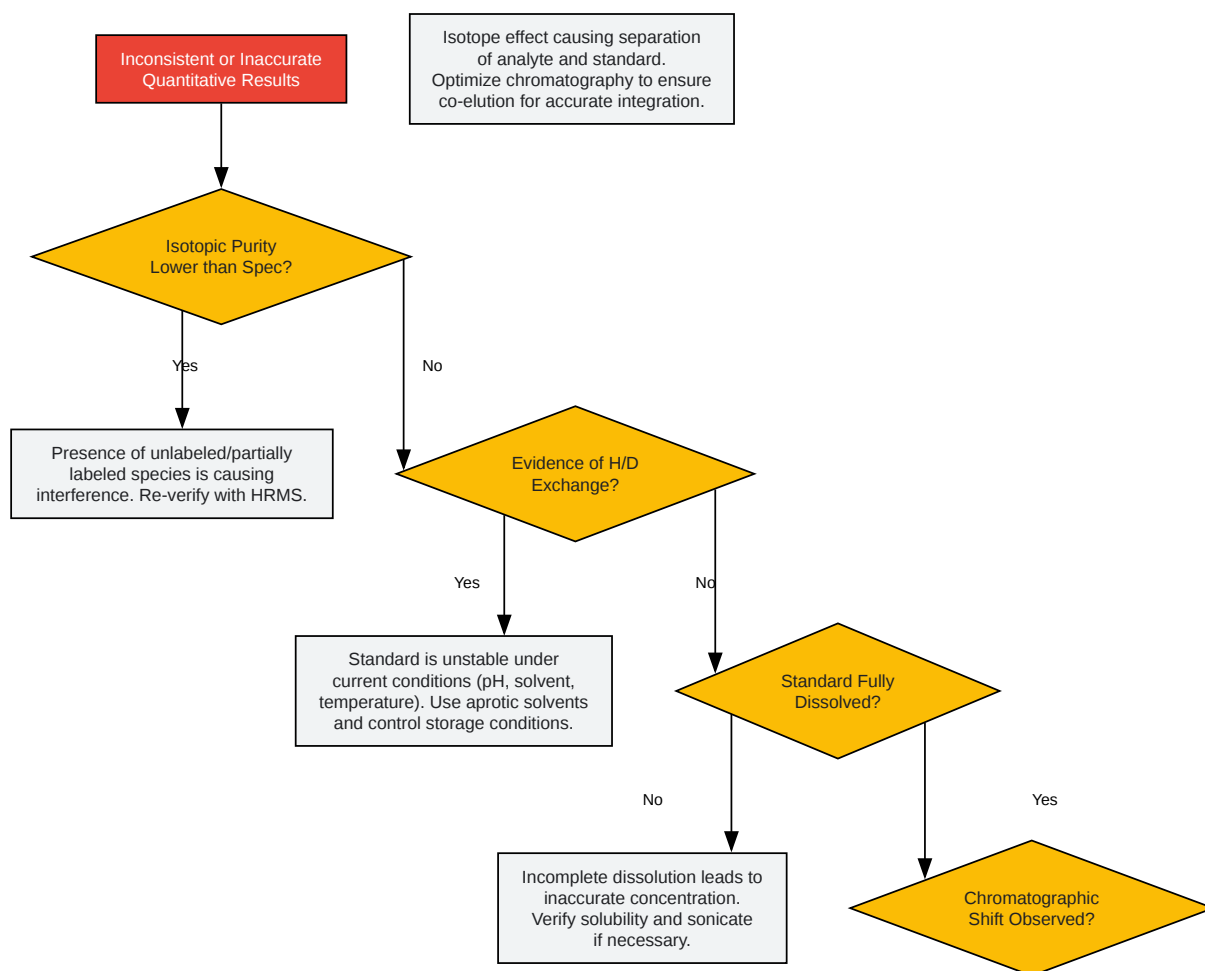 Inconsistent or Inaccurate
Quantitative Results
Isotope effect causing separation
of analyte and standard.
Optimize chromatography to ensure
co-elution for accurate integration.
Isotopic Purity
Lower than Spec?
Yes
No
Presence of unlabeled/partially
labeled species is causing
interference. Re-verify with HRMS.
Evidence of H/D
Exchange?
Yes
No
Standard is unstable under
current conditions (pH, solvent,
temperature). Use aprotic solvents
and control storage conditions.
Standard Fully
Dissolved?
No
Yes
Incomplete dissolution leads to
inaccurate concentration.
Verify solubility and sonicate
if necessary.
Chromatographic
Shift Observed?